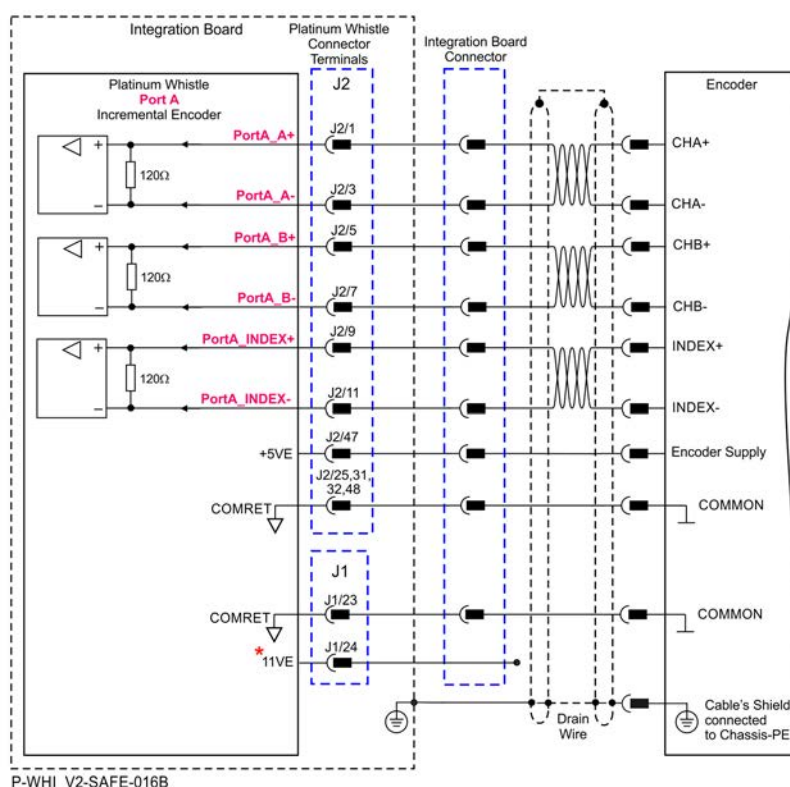 Integration Board
Platinum Whistle
Connector
Terminals
Integration Board
Connector
Platinum Whistle
Port A
Incremental Encoder
J2
Encoder
PortA_A+
J2/1
CHA+
+
120Ω
PortA_A-
J2/3
CHA-
−
PortA_B+
J2/5
CHB+
+
120Ω
PortA_B-
J2/7
CHB-
−
PortA_INDEX+
J2/9
INDEX+
+
120Ω
PortA_INDEX-
J2/11
INDEX-
−
+5VE
J2/47
Encoder Supply
J2/25,31,
32,48
COMRET
COMMON
J1
COMRET
J1/23
COMMON
*11VE
J1/24
Drain
Wire
Cable's Shield
connected
to Chassis-PE
P-WHI_V2-SAFE-016B